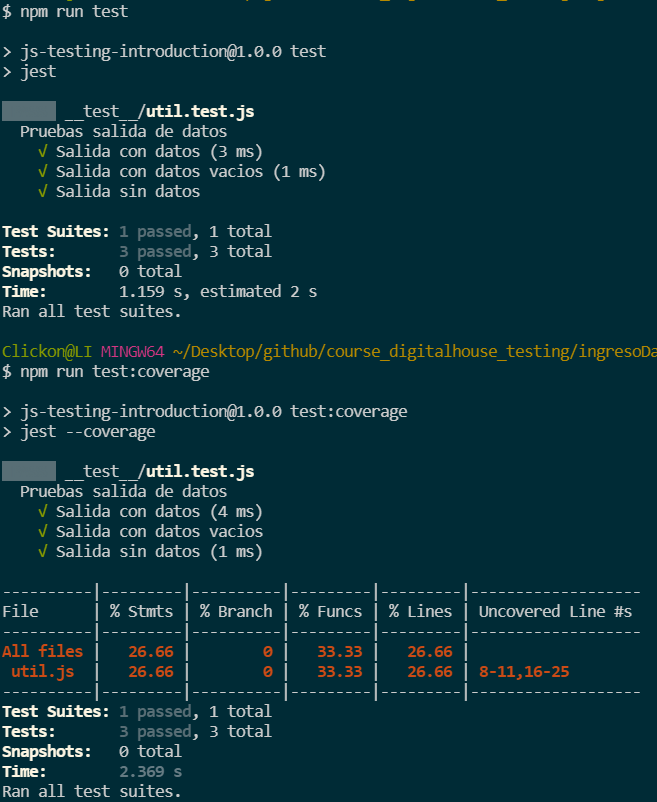 $ npm run test
> js-testing-introduction@1.0.0 test
> jest
__test__/util.test.js
Pruebas salida de datos
√ Salida con datos (3 ms)
√ Salida con datos vacios (1 ms)
√ Salida sin datos
Test Suites: 1 passed, 1 total
Tests:       3 passed, 3 total
Snapshots:   0 total
Time:        1.159 s, estimated 2 s
Ran all test suites.
Clickon@LI MINGW64 ~/Desktop/github/course_digitalhouse_testing/ingresoDa
$ npm run test:coverage
> js-testing-introduction@1.0.0 test:coverage
> jest --coverage
__test__/util.test.js
Pruebas salida de datos
√ Salida con datos (4 ms)
√ Salida con datos vacios
√ Salida sin datos (1 ms)
----------|---------|----------|---------|---------|-------------------
File      | % Stmts | % Branch | % Funcs | % Lines | Uncovered Line #s
----------|---------|----------|---------|---------|-------------------
All files |   26.66 |        0 |   33.33 |   26.66 |
util.js  |   26.66 |        0 |   33.33 |   26.66 | 8-11,16-25
----------|---------|----------|---------|---------|-------------------
Test Suites: 1 passed, 1 total
Tests:       3 passed, 3 total
Snapshots:   0 total
Time:        2.369 s
Ran all test suites.